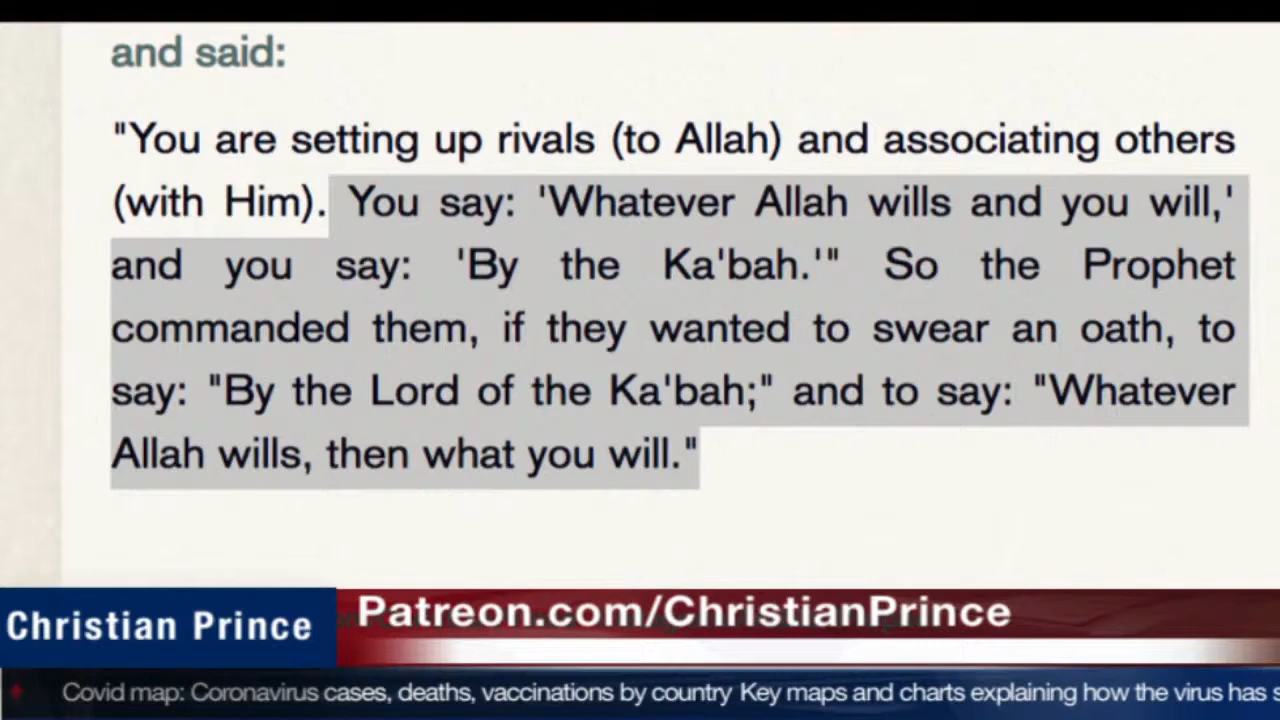 and said:
"You are setting up rivals (to Allah) and associating others
(with Him). You say: 'Whatever Allah wills and you will,'
and you say: 'By the Ka'bah.'" So the Prophet
commanded them, if they wanted to swear an oath, to
say: "By the Lord of the Ka'bah;" and to say: "Whatever
Allah wills, then what you will."
Christian Prince
Patreon.com/ChristianPrince
Covid map: Coronavirus cases, deaths, vaccinations by country Key maps and charts explaining how the virus has s